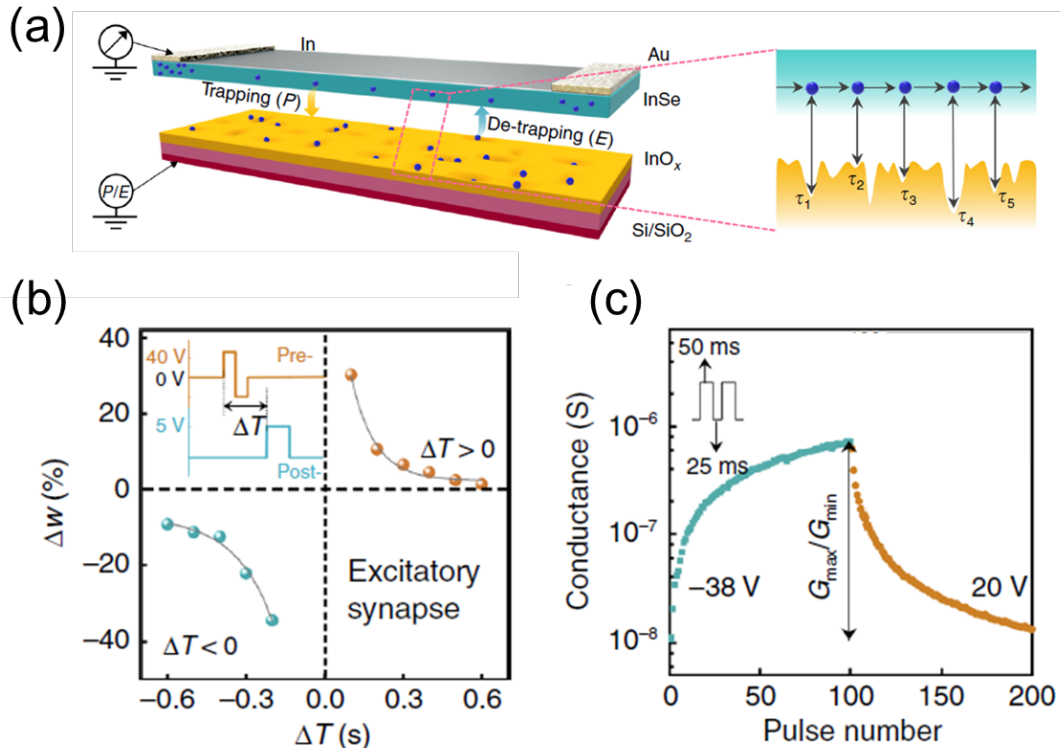 (a)
In
Au
Trapping (P)
InSe
De-trapping (E)
InOx
P/E
Si/SiO2
τ1
τ2
τ3
τ4
τ5
(b)
40
20
0
−20
−40
Δw (%)
40 V
0 V
Pre-
ΔT
5 V
Post-
ΔT > 0
Excitatory
synapse
ΔT < 0
−0.6
−0.3
0.0
0.3
0.6
ΔT (s)
(c)
50 ms
25 ms
10⁻⁶
10⁻⁷
10⁻⁸
Conductance (S)
−38 V
Gmax/Gmin
20 V
0
50
100
150
200
Pulse number